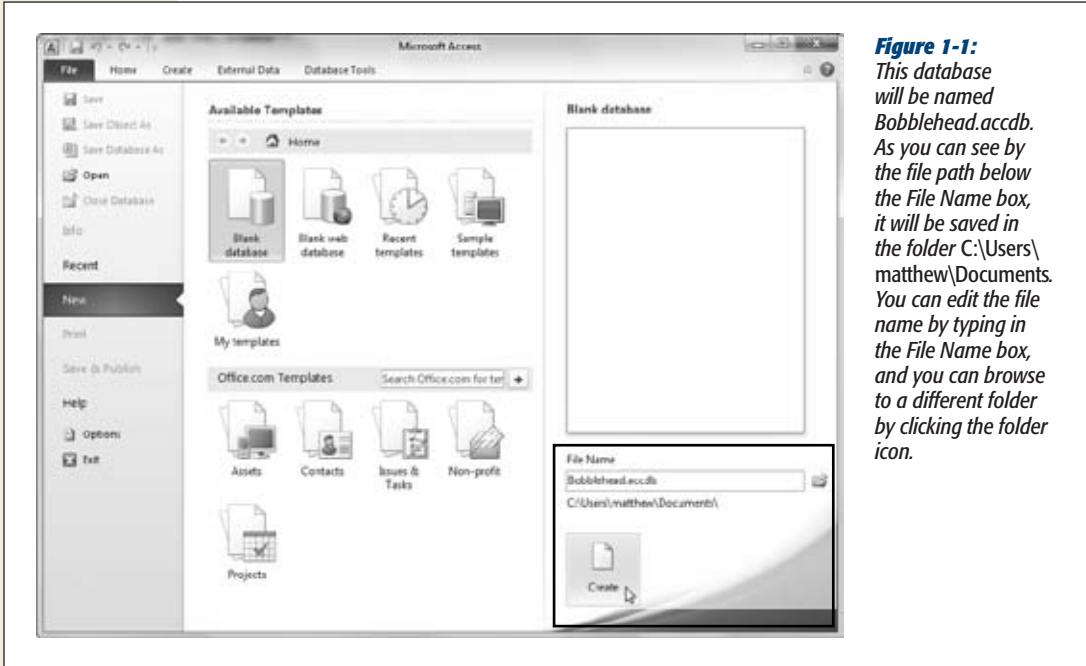 Microsoft Access
File Home Create External Data Database Tools
Save
Save Object As
Save Database As
Open
Close Database
Info
Recent
New
Print
Save & Publish
Help
Options
Exit
Available Templates
Home
Blank database
Blank web database
Recent templates
Sample templates
My templates
Office.com Templates
Search Office.com for ter
Assets
Contacts
Issues & Tasks
Non-profit
Projects
Blank database
File Name
Bobblehead.accdb
C:\Users\matthew\Documents\
Create
Figure 1-1:
This database
will be named
Bobblehead.accdb.
As you can see by
the file path below
the File Name box,
it will be saved in
the folder C:\Users\
matthew\Documents.
You can edit the file
name by typing in
the File Name box,
and you can browse
to a different folder
by clicking the folder
icon.